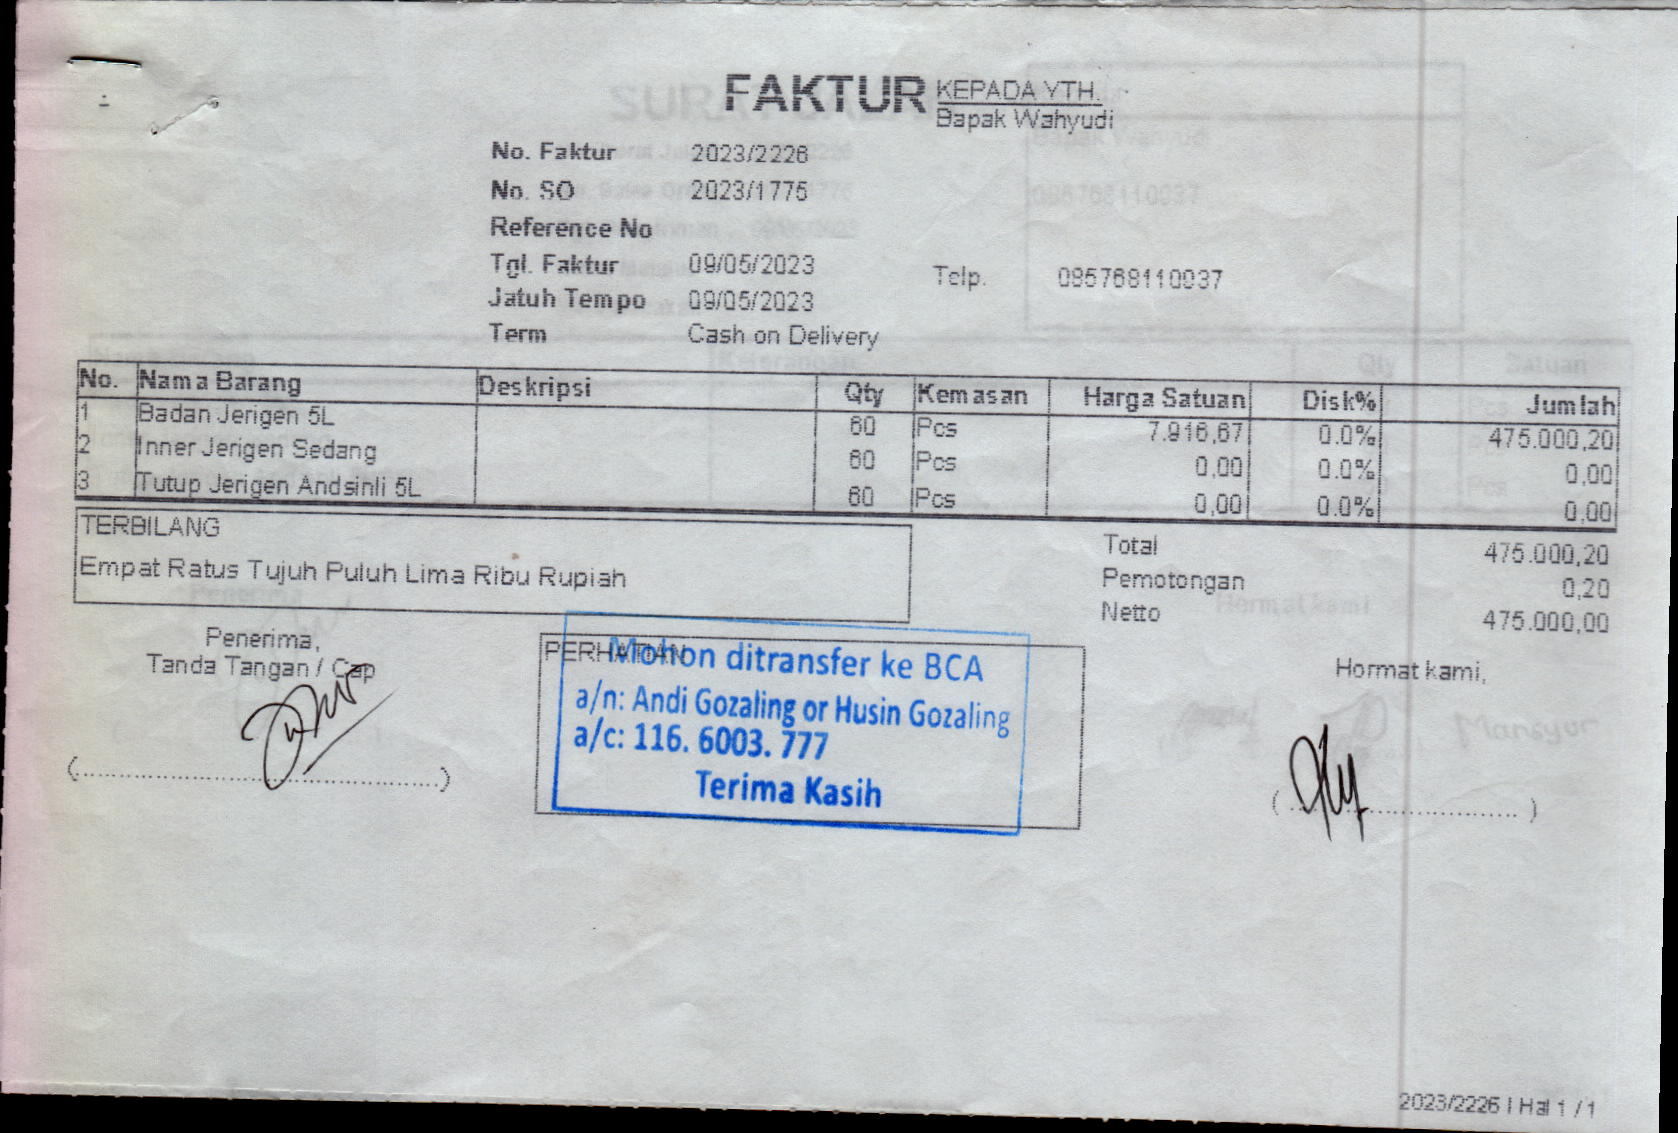 FAKTUR
KEPADA YTH.
Bapak Wahyudi
No. Faktur 2023/2226
No. SO 2023/1775
Reference No
Tgl. Faktur 09/05/2023
Telp. 085768110037
Jatuh Tempo 09/05/2023
Term Cash on Delivery
No. Nama Barang Deskripsi Qty Kemasan Harga Satuan Disk% Jumlah
1 Badan Jerigen 5L 60 Pcs 7.916,67 0.0% 475.000,20
2 Inner Jerigen Sedang 60 Pcs 0,00 0.0% 0,00
3 Tutup Jerigen Andsinli 5L 60 Pcs 0,00 0.0% 0,00
TERBILANG
Empat Ratus Tujuh Puluh Lima Ribu Rupiah
Total 475.000,20
Pemotongan 0,20
Netto 475.000,00
Penerima,
Tanda Tangan / Cap
PERHATIAN
Mohon ditransfer ke BCA
a/n: Andi Gozaling or Husin Gozaling
a/c: 116. 6003. 777
Terima Kasih
Hormat kami,
2023/2226 | Hal 1 / 1